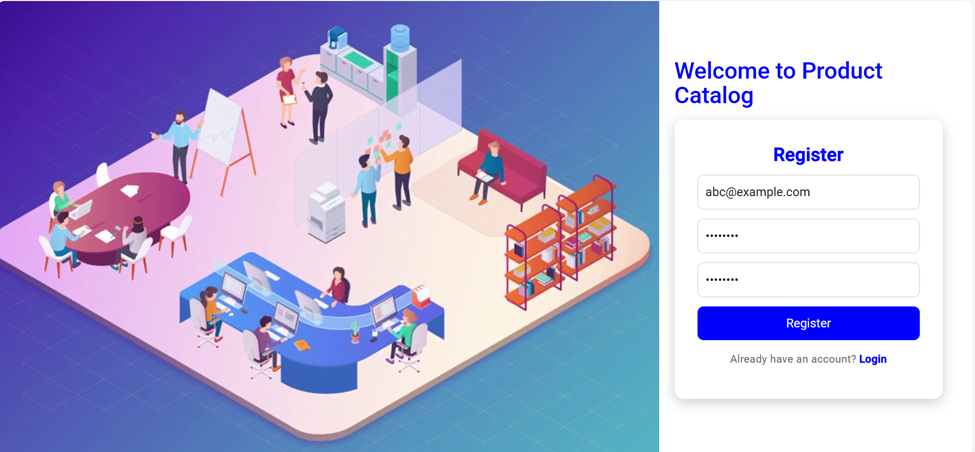 Welcome to Product
Catalog
Register
abc@example.com
••••••••
••••••••
Register
Already have an account? Login